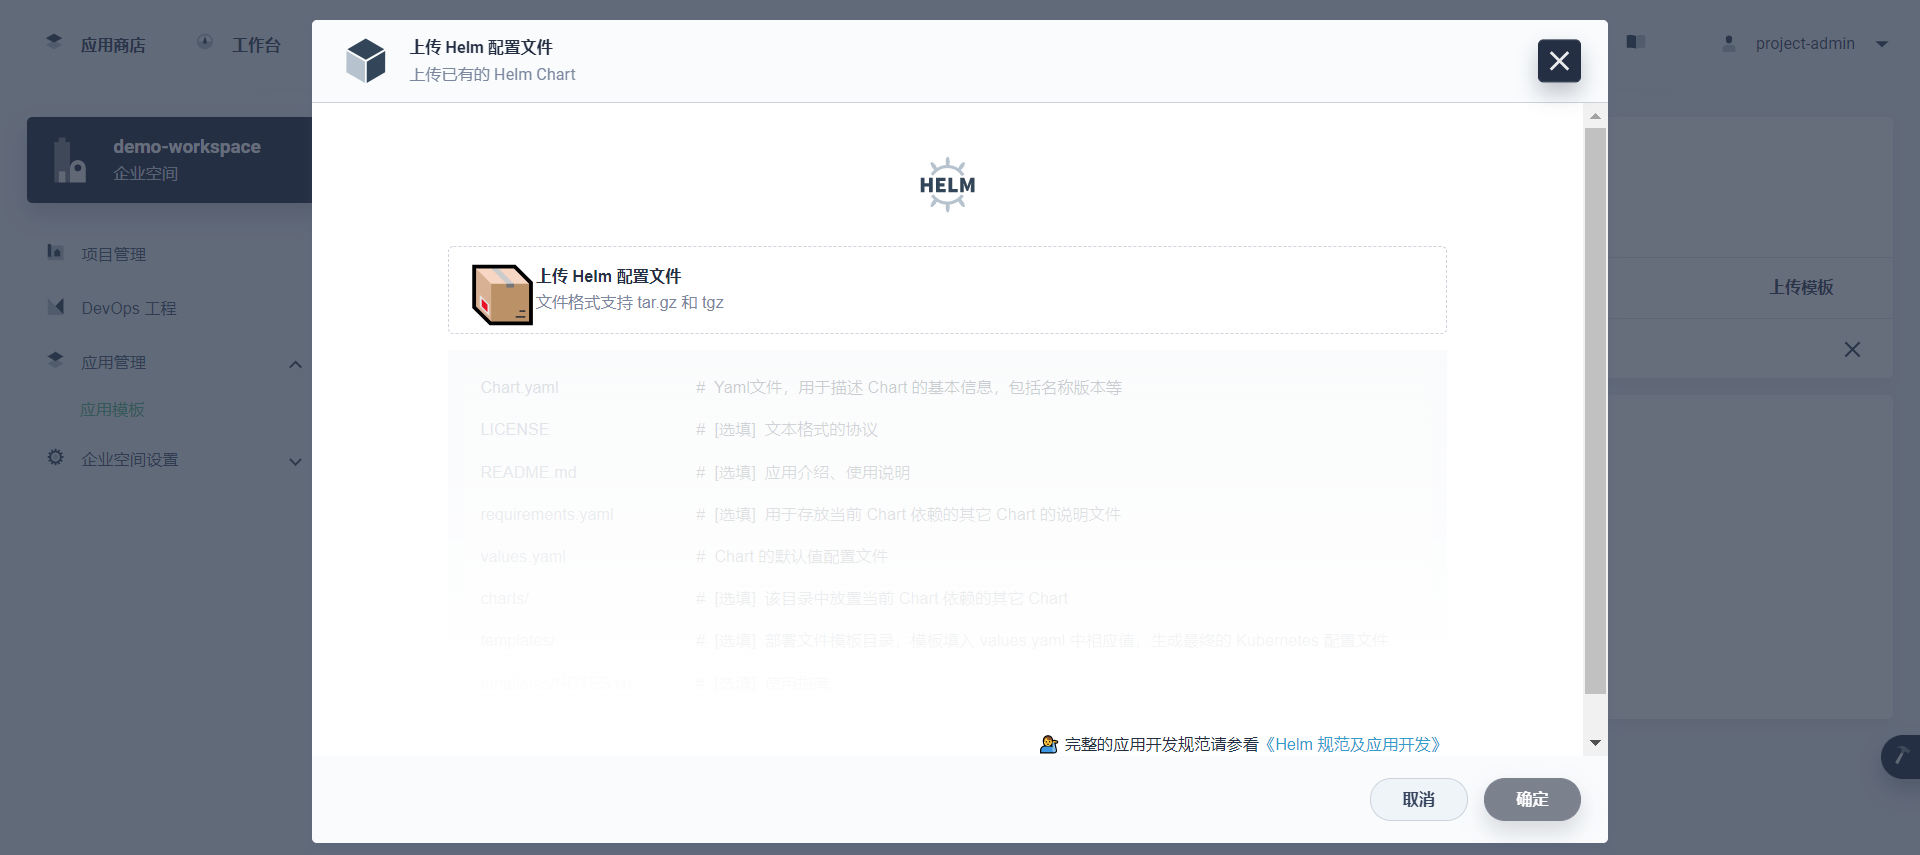 应用商店
工作台
project-admin
demo-workspace
企业空间
项目管理
DevOps 工程
应用管理
应用模板
企业空间设置
上传 Helm 配置文件
上传已有的 Helm Chart
HELM
上传 Helm 配置文件
文件格式支持 tar.gz 和 tgz
Chart.yaml # Yaml文件，用于描述 Chart 的基本信息，包括名称版本等
LICENSE # [选填] 文本格式的协议
README.md # [选填] 应用介绍、使用说明
requirements.yaml # [选填] 用于存放当前 Chart 依赖的其它 Chart 的说明文件
values.yaml # Chart 的默认值配置文件
charts/ # [选填] 该目录中放置当前 Chart 依赖的其它 Chart
templates/ # [选填] 部署文件模板目录，模板填入 values.yaml 中相应值，生成最终的 Kubernetes 配置文件
templates/NOTES.txt # [选填] 使用指南
完整的应用开发规范请参看《Helm 规范及应用开发》
取消
确定
上传模板